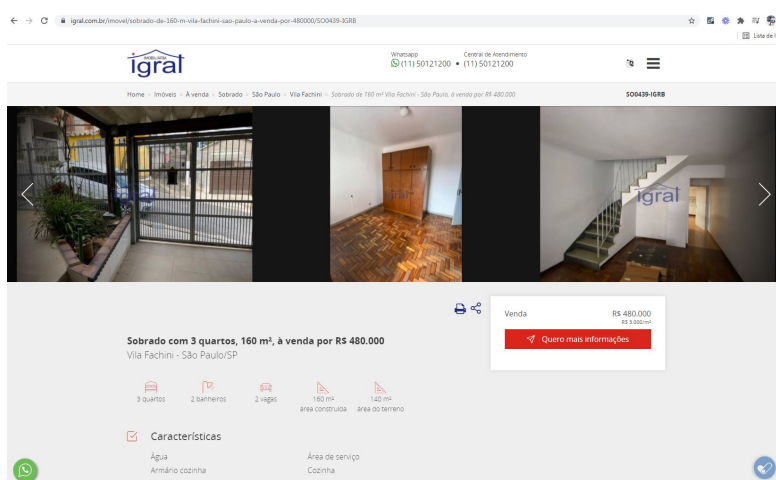 igral.com.br/imovel/sobrado-de-160-m-vila-fachini-sao-paulo-a-venda-por-480000/SO0439-IGRB
Lista de l
IMOBILIÁRIA
igral
Whatsapp
(11) 50121200
Central de Atendimento
(11) 50121200
Home
Imóveis
À venda
Sobrado
São Paulo
Vila Fachini
Sobrado de 160 m² Vila Fachini - São Paulo, à venda por R$ 480.000
SO0439-IGRB
igral
igral
igral
Venda
R$ 480.000
R$ 3.000/m²
Quero mais informações
Sobrado com 3 quartos, 160 m², à venda por R$ 480.000
Vila Fachini - São Paulo/SP
3 quartos
2 banheiros
2 vagas
160 m²
área construída
140 m²
área do terreno
Características
Água
Área de serviço
Armário cozinha
Cozinha